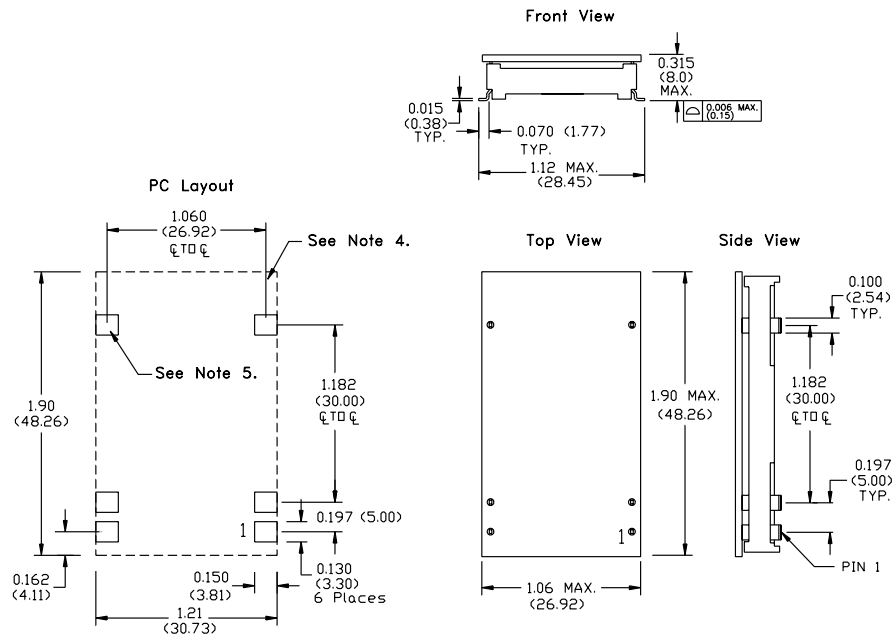 Front View
0.315
(8.0)
MAX.
0.006 MAX.
(0.15)
0.015
(0.38)
TYP.
0.070 (1.77)
TYP.
1.12 MAX.
(28.45)
PC Layout
1.060
(26.92)
℄ TO ℄
See Note 4.
See Note 5.
1.90
(48.26)
1.182
(30.00)
℄ TO ℄
1
0.197 (5.00)
0.162
(4.11)
0.150
(3.81)
0.130
(3.30)
6 Places
1.21
(30.73)
Top View
1.90 MAX.
(48.26)
1
1.06 MAX.
(26.92)
Side View
0.100
(2.54)
TYP.
1.182
(30.00)
℄ TO ℄
0.197
(5.00)
TYP.
PIN 1